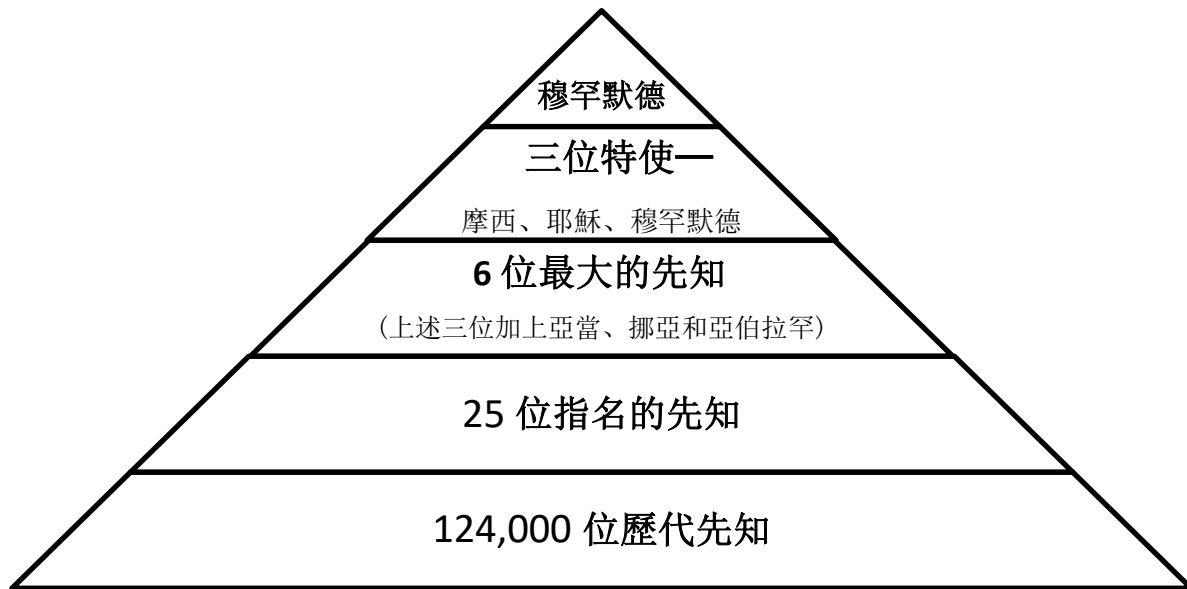 穆罕默德
三位特使—
摩西、耶穌、穆罕默德
6 位最大的先知
(上述三位加上亞當、挪亞和亞伯拉罕)
25 位指名的先知
124,000 位歷代先知